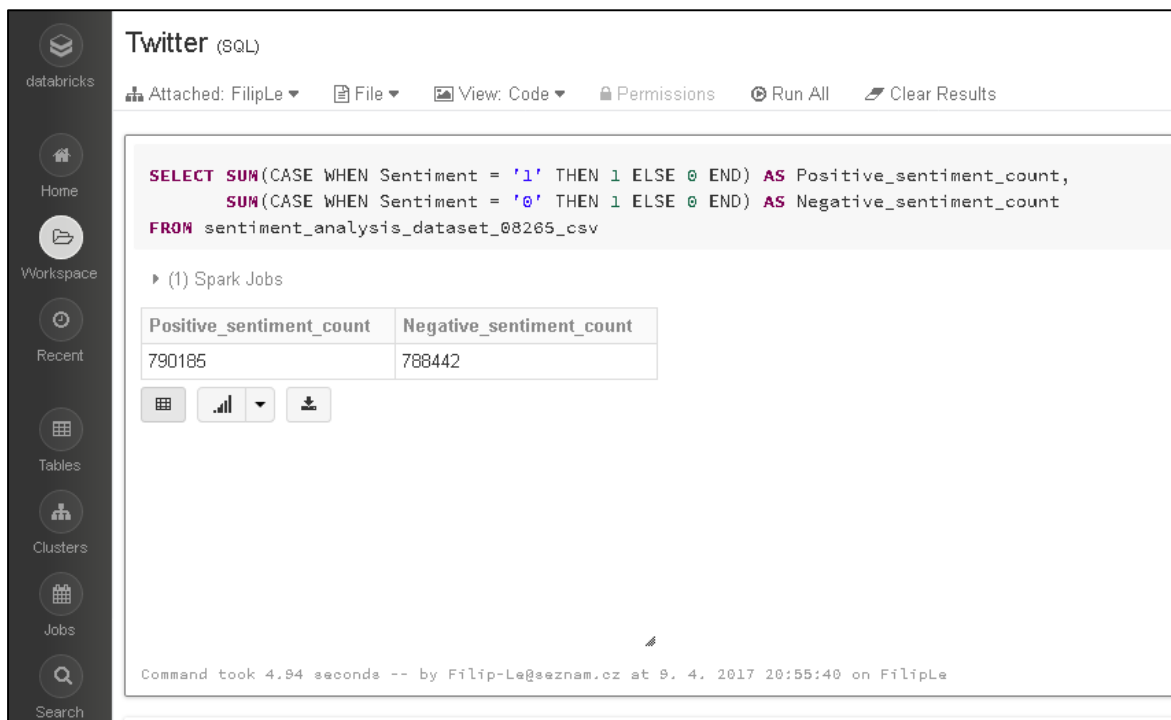 databricks
Home
Workspace
Recent
Tables
Clusters
Jobs
Search
Twitter (SQL)
Attached: FilipLe File View: Code Permissions Run All Clear Results
SELECT SUM(CASE WHEN Sentiment = '1' THEN 1 ELSE 0 END) AS Positive_sentiment_count,
SUM(CASE WHEN Sentiment = '0' THEN 1 ELSE 0 END) AS Negative_sentiment_count
FROM sentiment_analysis_dataset_08265_csv
(1) Spark Jobs
Positive_sentiment_count Negative_sentiment_count
790185 788442
Command took 4.94 seconds -- by Filip-Le@seznam.cz at 9. 4. 2017 20:55:40 on FilipLe